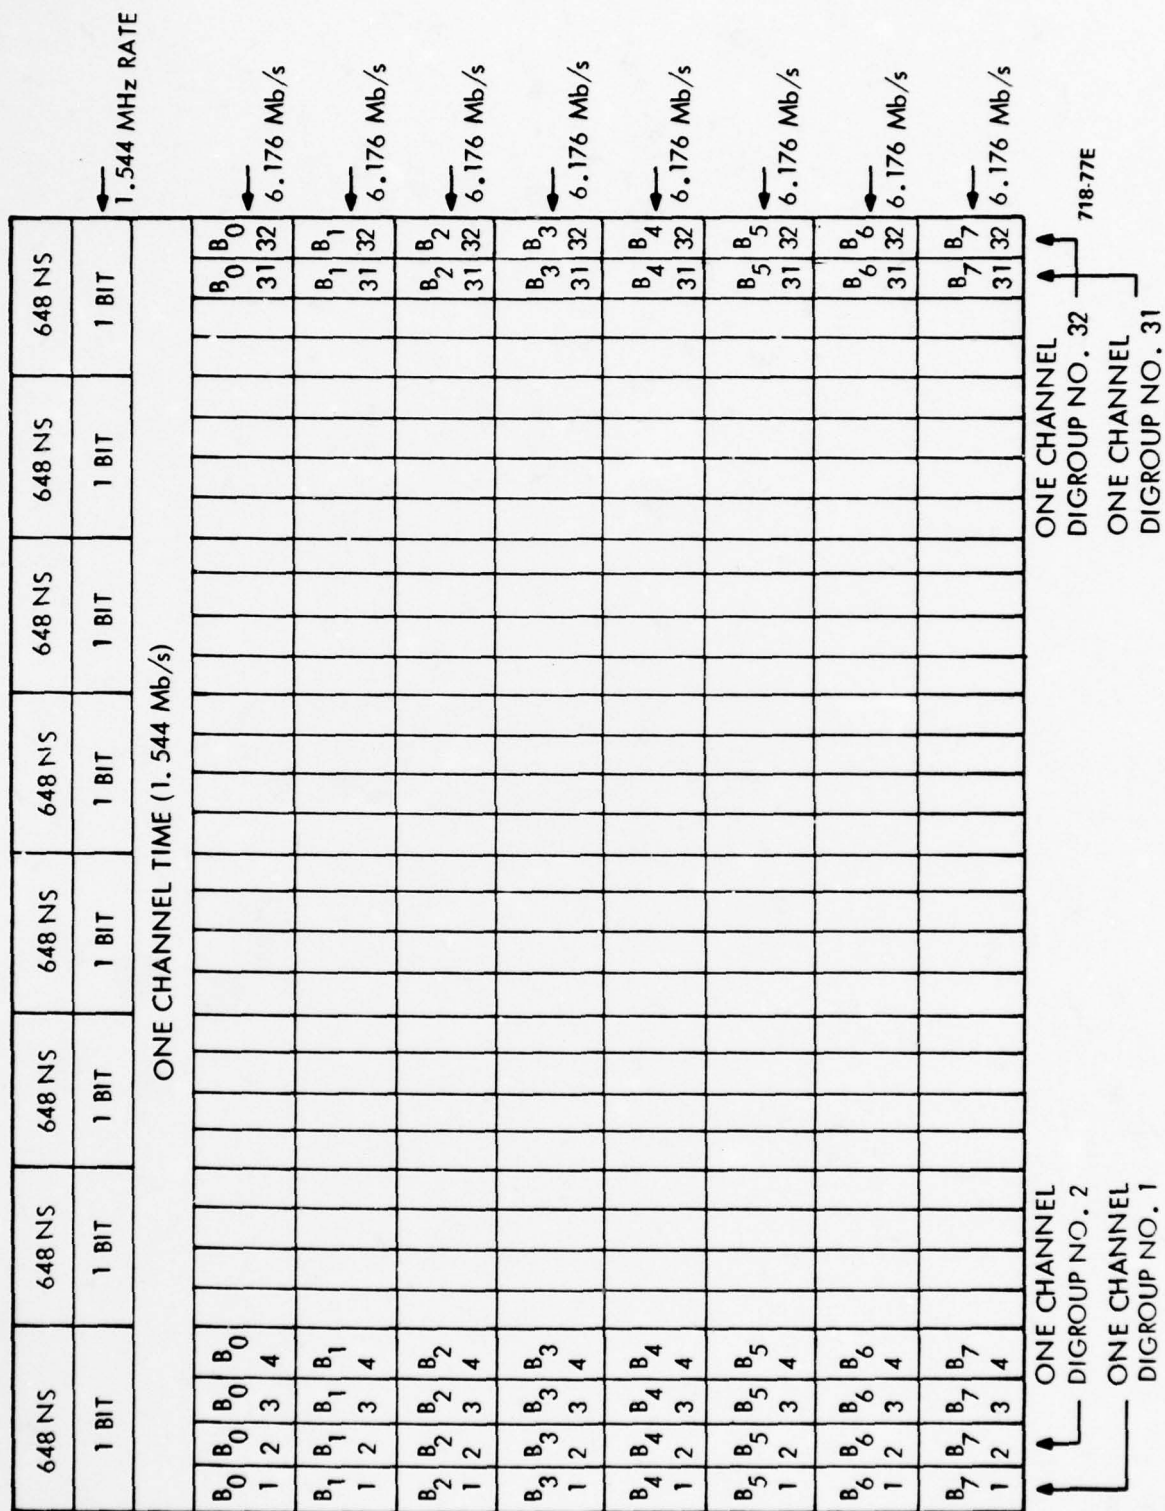 648 NS 648 NS 648 NS 648 NS 648 NS 648 NS 648 NS 648 NS
1 BIT 1 BIT 1 BIT 1 BIT 1 BIT 1 BIT 1 BIT 1 BIT
1.544 MHz RATE
ONE CHANNEL TIME (1.544 Mb/s)
B0 B0 B0 B0 B0 B0
1 2 3 4 31 32
6.176 Mb/s
B1 B1 B1 B1 B1 B1
1 2 3 4 31 32
6.176 Mb/s
B2 B2 B2 B2 B2 B2
1 2 3 4 31 32
6.176 Mb/s
B3 B3 B3 B3 B3 B3
1 2 3 4 31 32
6.176 Mb/s
B4 B4 B4 B4 B4 B4
1 2 3 4 31 32
6.176 Mb/s
B5 B5 B5 B5 B5 B5
1 2 3 4 31 32
6.176 Mb/s
B6 B6 B6 B6 B6 B6
1 2 3 4 31 32
6.176 Mb/s
B7 B7 B7 B7 B7 B7
1 2 3 4 31 32
6.176 Mb/s
ONE CHANNEL
DIGROUP NO. 2
ONE CHANNEL
DIGROUP NO. 1
ONE CHANNEL
DIGROUP NO. 32
ONE CHANNEL
DIGROUP NO. 31
718-77E